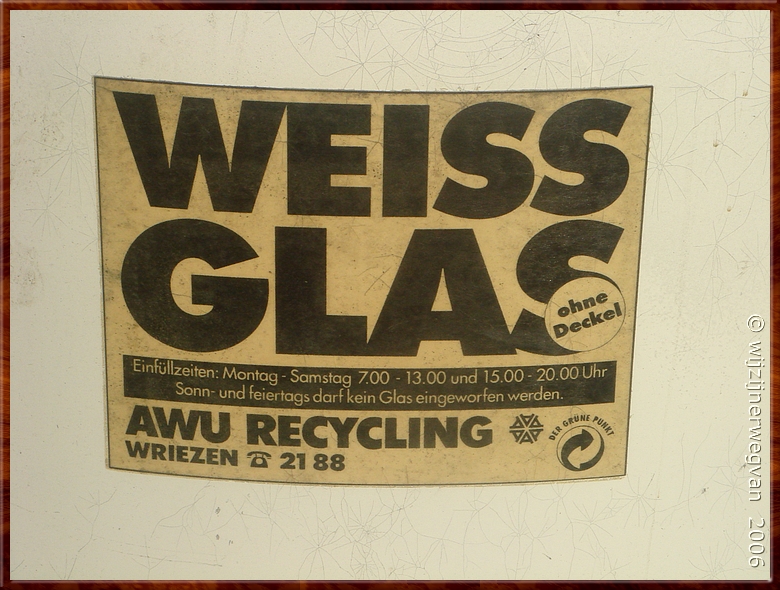 WEISS
GLAS
ohne
Deckel
Einfüllzeiten: Montag - Samstag 7.00 - 13.00 und 15.00 - 20.00 Uhr
Sonn- und feiertags darf kein Glas eingeworfen werden.
AWU RECYCLING
DER GRÜNE PUNKT
WRIEZEN ☎ 21 88
© wijzijnerwegvan 2006